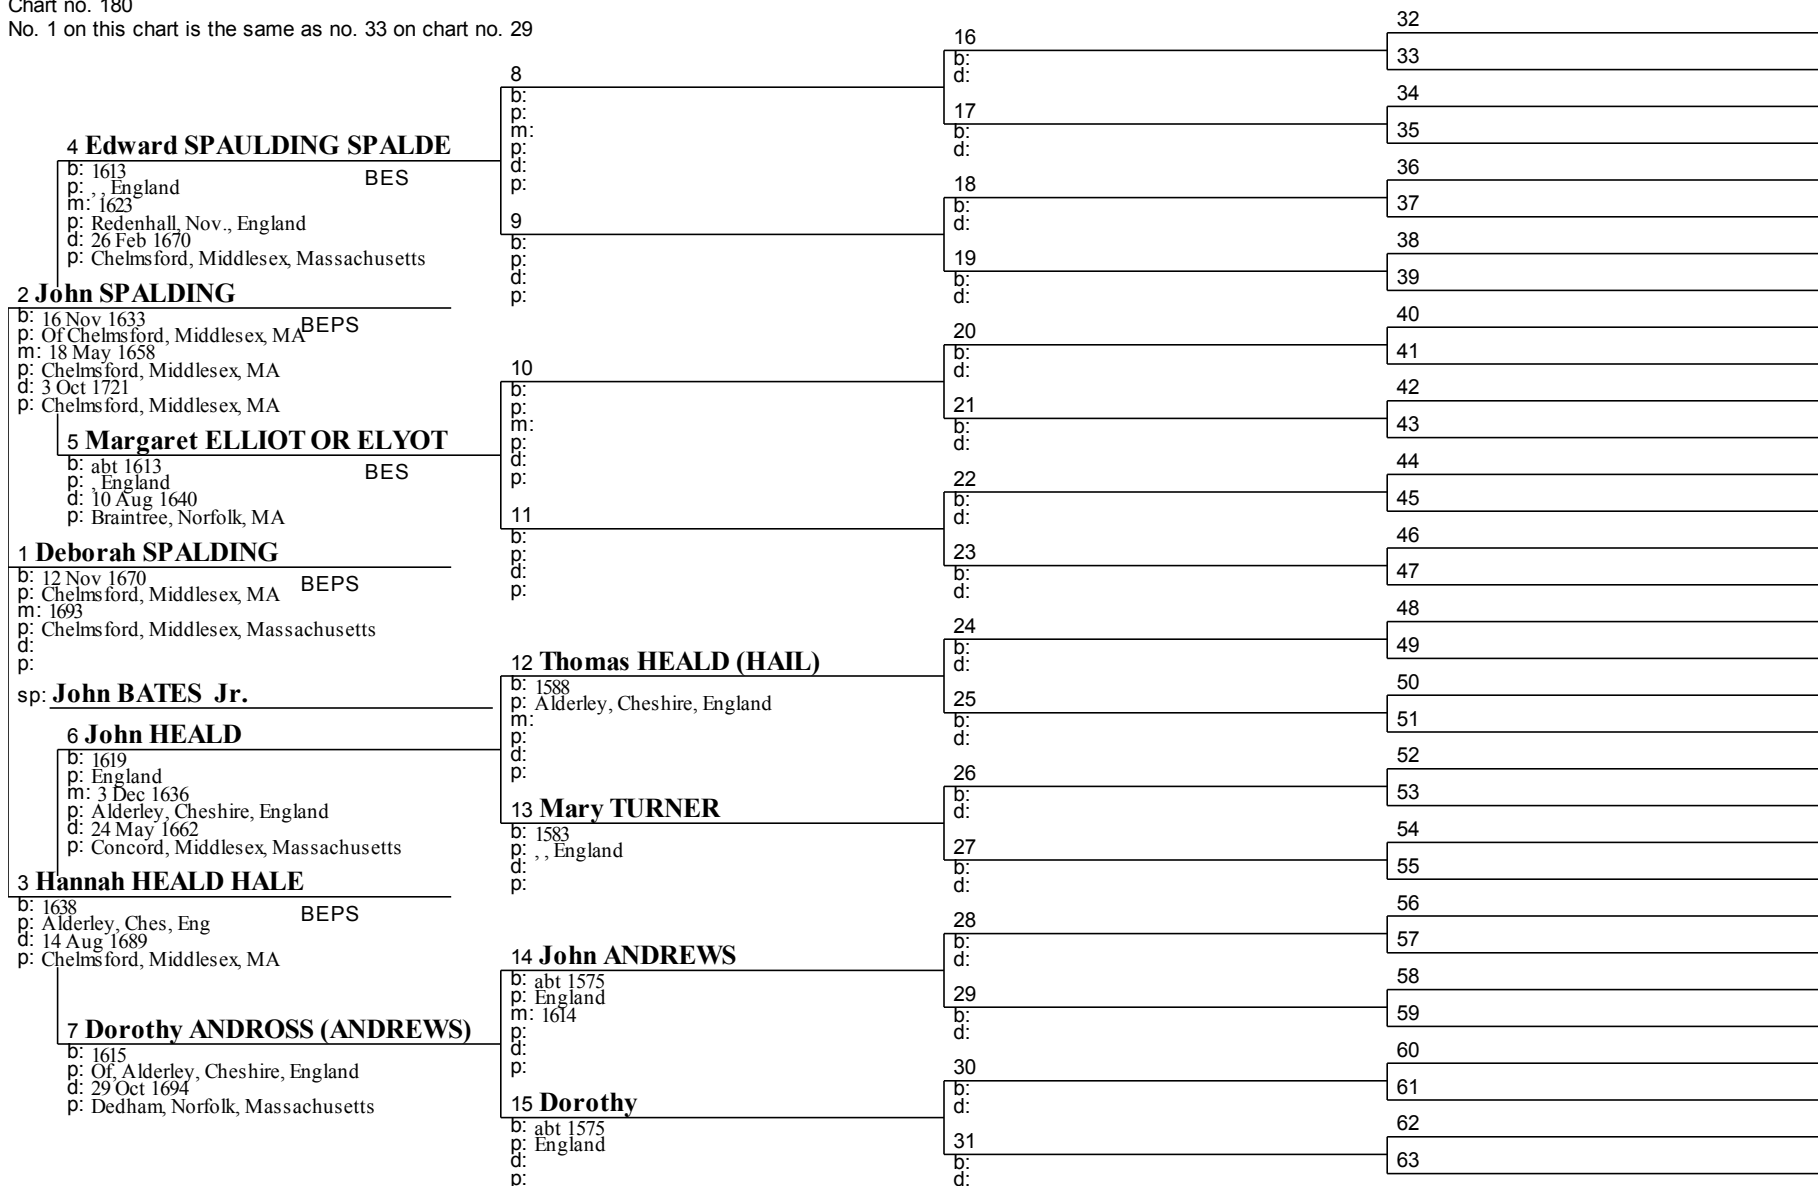 Chart no. 180
No. 1 on this chart is the same as no. 33 on chart no. 29
4 Edward SPAULDING SPALDE
b: 1613
BES
p: , , England
m: 1623
p: Redenhall, Nov., England
d: 26 Feb 1670
p: Chelmsford, Middlesex, Massachusetts
2 John SPALDING
b: 16 Nov 1633
BEPS
p: Of Chelmsford, Middlesex, MA
m: 18 May 1658
p: Chelmsford, Middlesex, MA
d: 3 Oct 1721
p: Chelmsford, Middlesex, MA
5 Margaret ELLIOT OR ELYOT
b: abt 1613
BES
p: , England
d: 10 Aug 1640
p: Braintree, Norfolk, MA
1 Deborah SPALDING
b: 12 Nov 1670
BEPS
p: Chelmsford, Middlesex, MA
m: 1693
p: Chelmsford, Middlesex, Massachusetts
d:
p:
sp: John BATES Jr.
6 John HEALD
b: 1619
p: England
m: 3 Dec 1636
p: Alderley, Cheshire, England
d: 24 May 1662
p: Concord, Middlesex, Massachusetts
3 Hannah HEALD HALE
b: 1638
BEPS
p: Alderley, Ches, Eng
d: 14 Aug 1689
p: Chelmsford, Middlesex, MA
7 Dorothy ANDROSS (ANDREWS)
b: 1615
p: Of, Alderley, Cheshire, England
d: 29 Oct 1694
p: Dedham, Norfolk, Massachusetts
8
b:
p:
m:
p:
d:
p:
9
b:
p:
d:
p:
10
b:
p:
m:
p:
d:
p:
11
b:
p:
d:
p:
12 Thomas HEALD (HAIL)
b: 1588
p: Alderley, Cheshire, England
m:
p:
d:
p:
13 Mary TURNER
b: 1583
p: , , England
d:
p:
14 John ANDREWS
b: abt 1575
p: England
m: 1614
p:
d:
p:
15 Dorothy
b: abt 1575
p: England
d:
p:
16
b:
d:
17
b:
d:
18
b:
d:
19
b:
d:
20
b:
d:
21
b:
d:
22
b:
d:
23
b:
d:
24
b:
d:
25
b:
d:
26
b:
d:
27
b:
d:
28
b:
d:
29
b:
d:
30
b:
d:
31
b:
d:
32
33
34
35
36
37
38
39
40
41
42
43
44
45
46
47
48
49
50
51
52
53
54
55
56
57
58
59
60
61
62
63